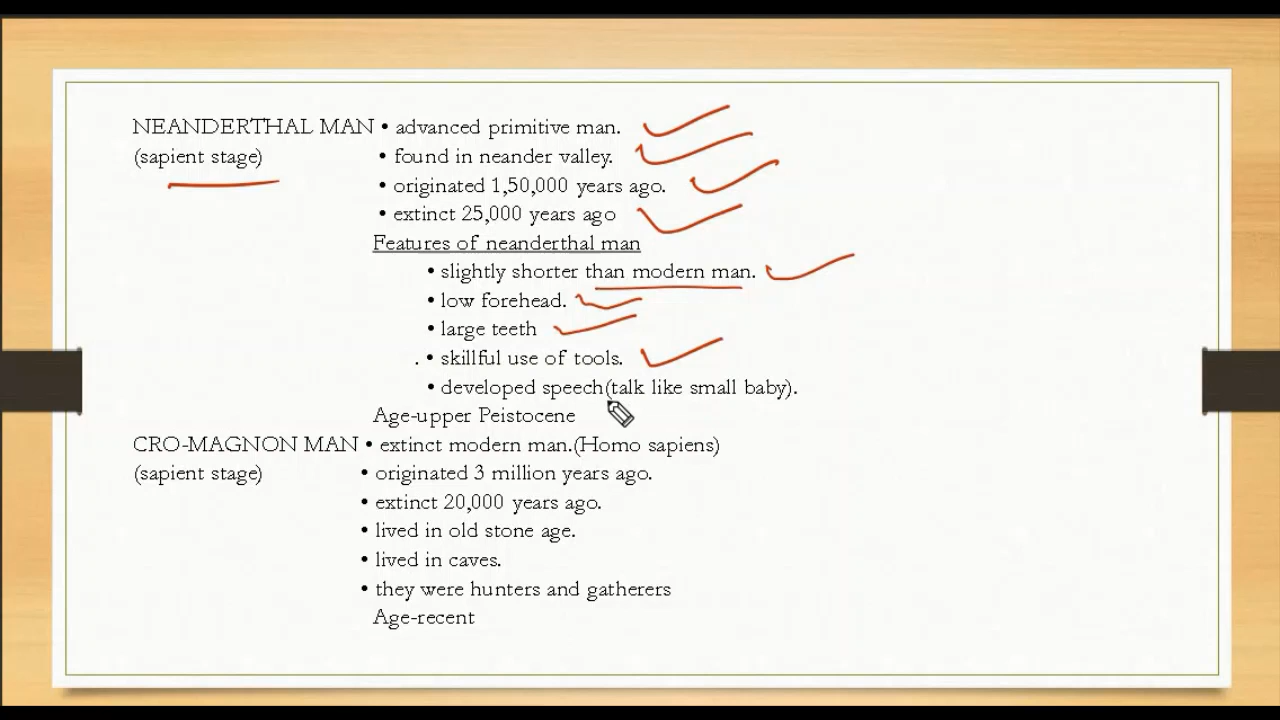 NEANDERTHAL MAN • advanced primitive man.
(sapient stage) • found in neander valley.
• originated 1,50,000 years ago.
• extinct 25,000 years ago
Features of neanderthal man
• slightly shorter than modern man.
• low forehead.
• large teeth
. • skillful use of tools.
• developed speech(talk like small baby).
Age-upper Peistocene
CRO-MAGNON MAN • extinct modern man.(Homo sapiens)
(sapient stage) • originated 3 million years ago.
• extinct 20,000 years ago.
• lived in old stone age.
• lived in caves.
• they were hunters and gatherers
Age-recent